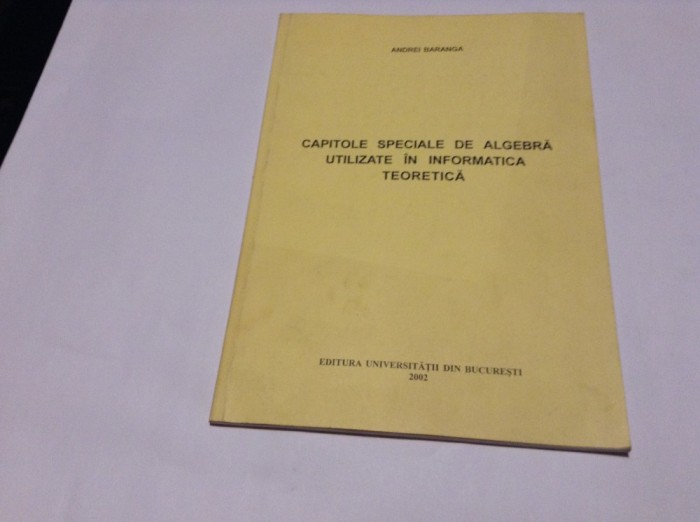 ANDREI BARANGA
CAPITOLE SPECIALE DE ALGEBRĂ
UTILIZATE ÎN INFORMATICA
TEORETICĂ
EDITURA UNIVERSITĂȚII DIN BUCUREȘTI
2002